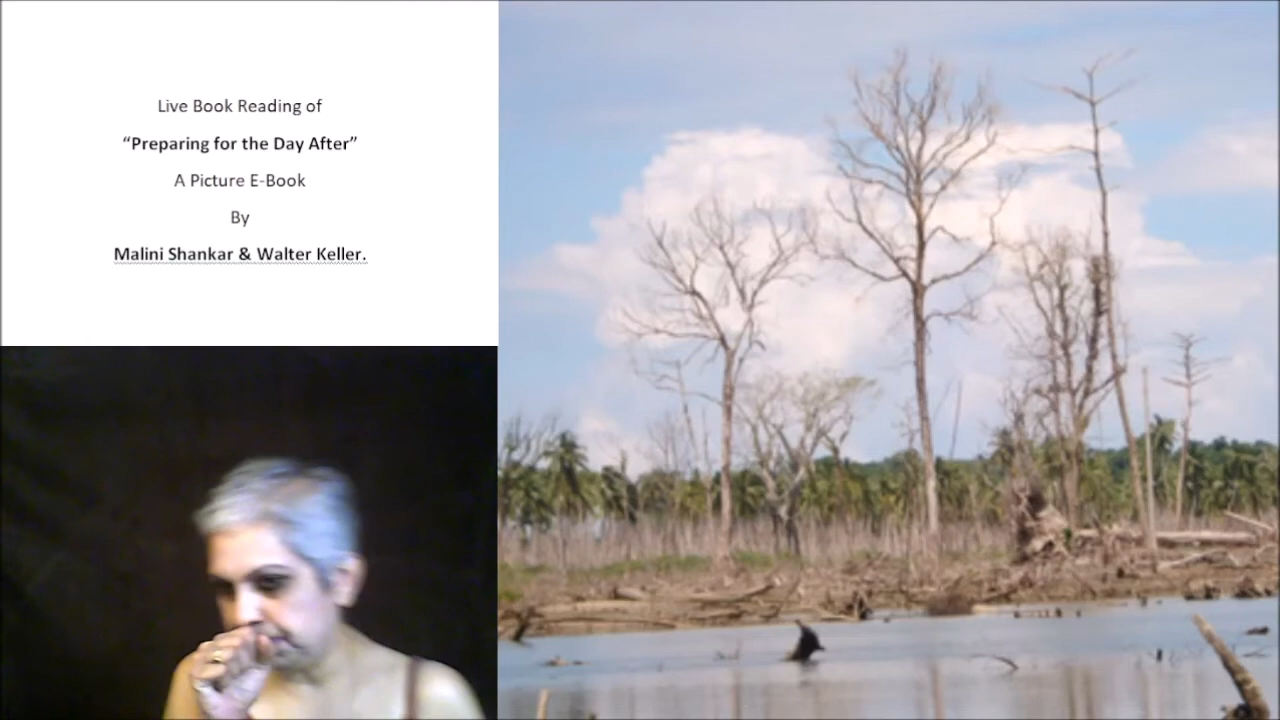 Live Book Reading of
“Preparing for the Day After”
A Picture E-Book
By
Malini Shankar & Walter Keller.